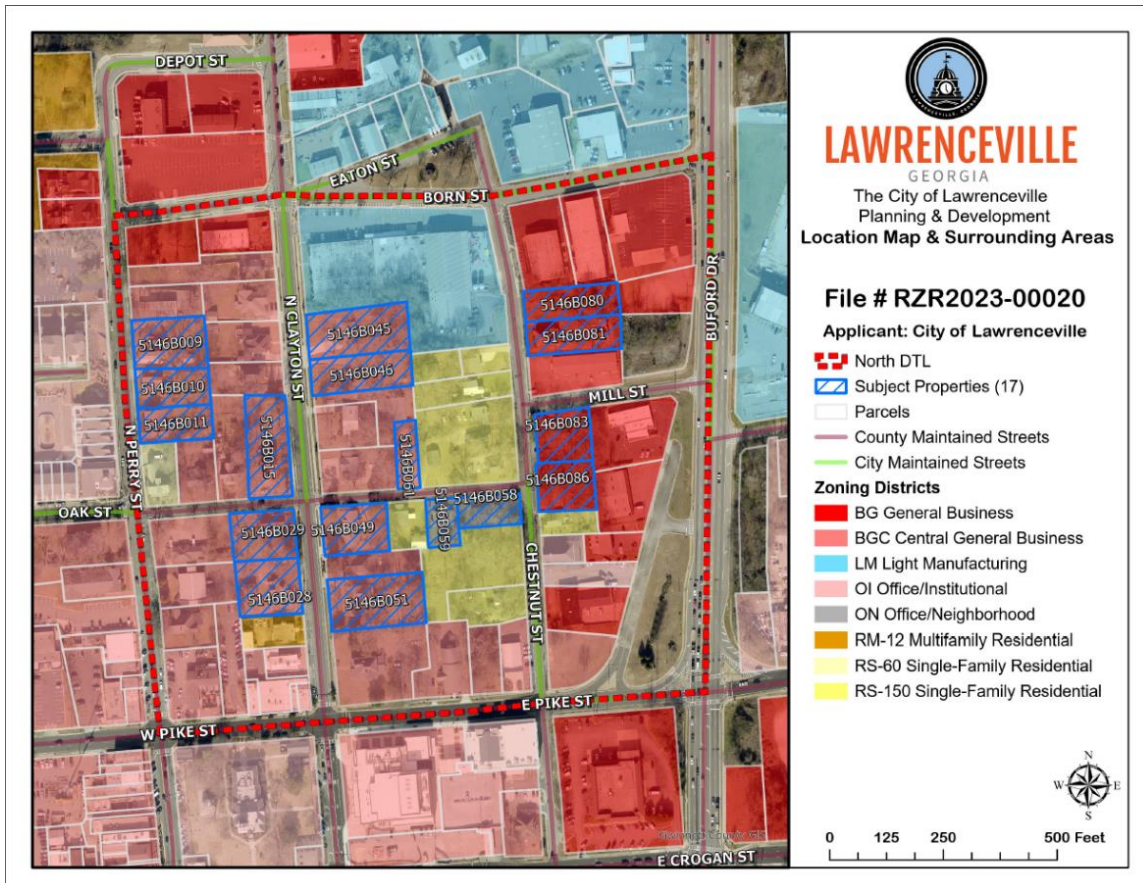 DEPOT ST
EATON ST
BORN ST
N CLAYTON ST
BUFORD DR
5146B080
5146B081
5146B009
5146B045
5146B010
5146B046
5146B011
MILL ST
5146B015
5146B061
5146B083
N PERRY ST
5146B086
5146B058
OAK ST
5146B029
5146B049
5146B059
5146B028
5146B051
CHESTNUT ST
E PIKE ST
W PIKE ST
E CROGAN ST
LAWRENCEVILLE
GEORGIA
The City of Lawrenceville
Planning & Development
Location Map & Surrounding Areas
File # RZR2023-00020
Applicant: City of Lawrenceville
North DTL
Subject Properties (17)
Parcels
County Maintained Streets
City Maintained Streets
Zoning Districts
BG General Business
BGC Central General Business
LM Light Manufacturing
OI Office/Institutional
ON Office/Neighborhood
RM-12 Multifamily Residential
RS-60 Single-Family Residential
RS-150 Single-Family Residential
N
W E
S
0 125 250 500 Feet